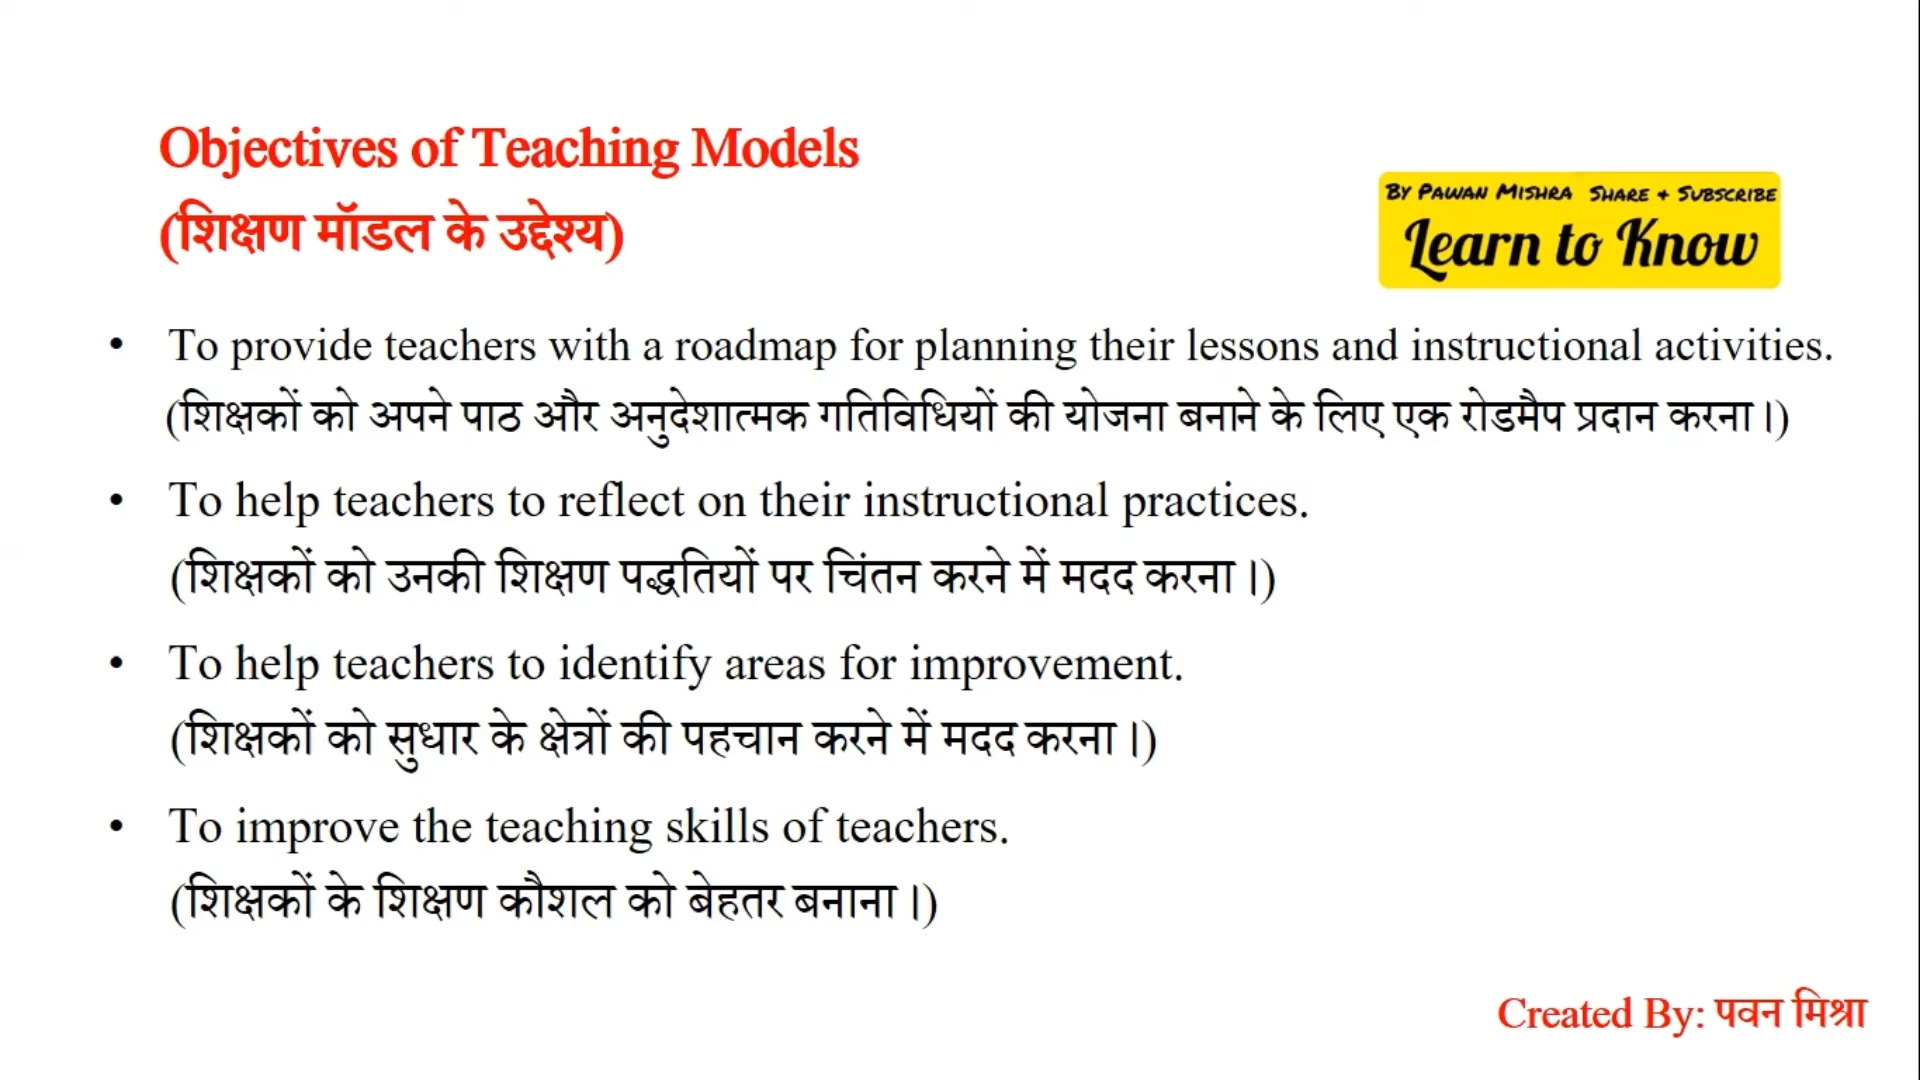 Objectives of Teaching Models
(शिक्षण मॉडल के उद्देश्य)
By Pawan Mishra Share & Subscribe
Learn to Know
• To provide teachers with a roadmap for planning their lessons and instructional activities.
(शिक्षकों को अपने पाठ और अनुदेशात्मक गतिविधियों की योजना बनाने के लिए एक रोडमैप प्रदान करना।)
• To help teachers to reflect on their instructional practices.
(शिक्षकों को उनकी शिक्षण पद्धतियों पर चिंतन करने में मदद करना।)
• To help teachers to identify areas for improvement.
(शिक्षकों को सुधार के क्षेत्रों की पहचान करने में मदद करना।)
• To improve the teaching skills of teachers.
(शिक्षकों के शिक्षण कौशल को बेहतर बनाना।)
Created By: पवन मिश्रा